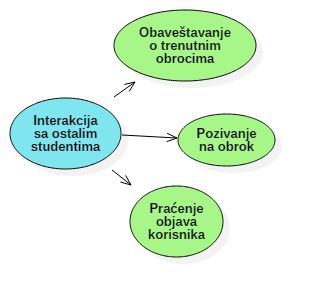 Obaveštavanje
o trenutnim
obrocima
Interakcija
sa ostalim
studentima
Pozivanje
na obrok
Praćenje
objava
korisnika